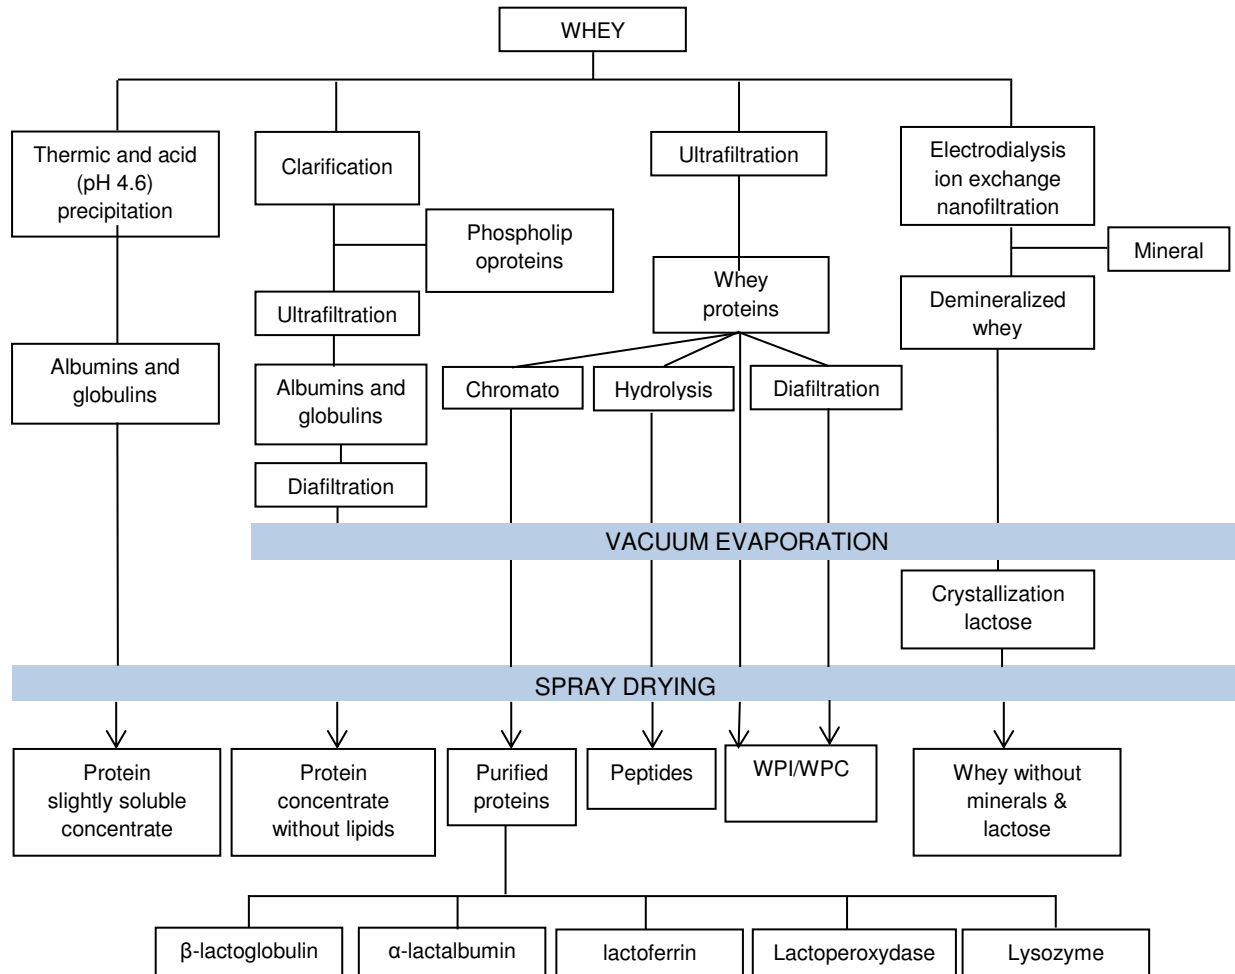 WHEY
Thermic and acid
(pH 4.6)
precipitation
Clarification
Ultrafiltration
Electrodialysis
ion exchange
nanofiltration
Phospholip
oproteins
Mineral
Whey
proteins
Demineralized
whey
Ultrafiltration
Albumins and
globulins
Albumins and
globulins
Chromato
Hydrolysis
Diafiltration
Diafiltration
VACUUM EVAPORATION
Crystallization
lactose
SPRAY DRYING
Protein
slightly soluble
concentrate
Protein
concentrate
without lipids
Purified
proteins
Peptides
WPI/WPC
Whey without
minerals &
lactose
β-lactoglobulin
α-lactalbumin
lactoferrin
Lactoperoxydase
Lysozyme